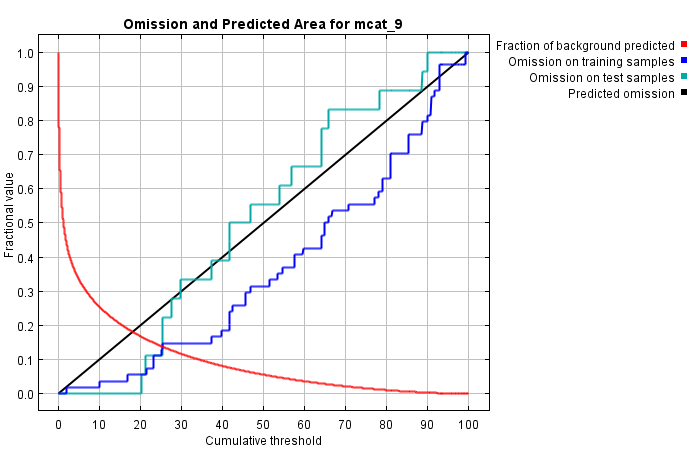 Omission and Predicted Area for mcat_9
Fraction of background predicted
Omission on training samples
Omission on test samples
Predicted omission
1.0
0.9
0.8
0.7
0.6
0.5
0.4
0.3
0.2
0.1
0.0
Fractional value
0 10 20 30 40 50 60 70 80 90 100
Cumulative threshold